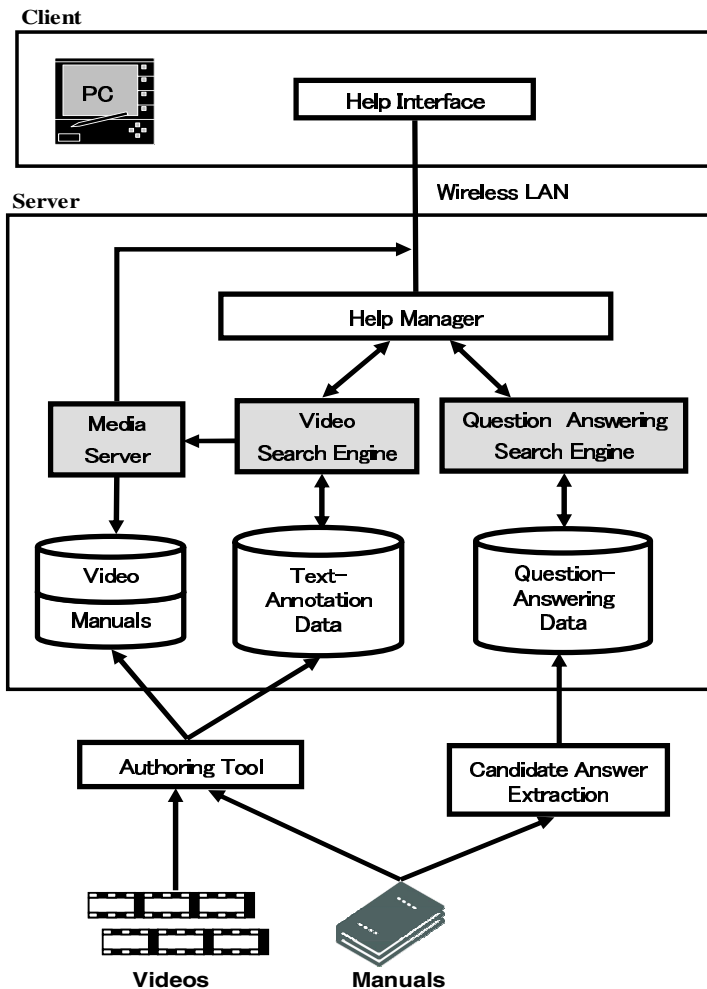 Client
PC
Help Interface
Wireless LAN
Server
Help Manager
Media
Server
Video
Search Engine
Question Answering
Search Engine
Video
Manuals
Text-
Annotation
Data
Question-
Answering
Data
Authoring Tool
Candidate Answer
Extraction
Videos
Manuals